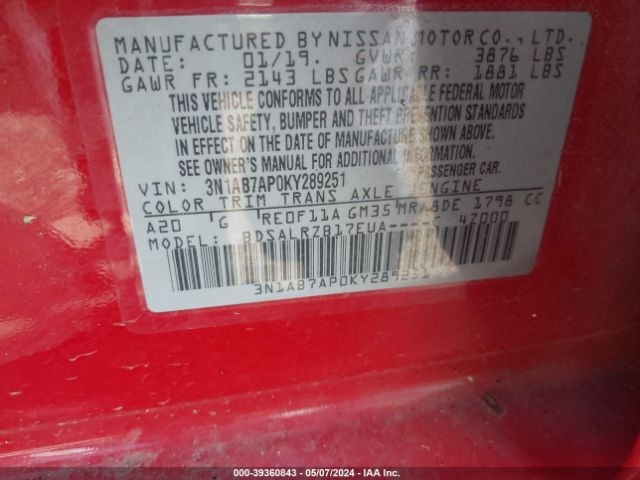 MANUFACTURED BY NISSAN MOTOR CO., LTD.
DATE: 01/19. GVWR: 3876 LBS
GAWR FR: 2143 LBS GAWR RR: 1881 LBS
THIS VEHICLE CONFORMS TO ALL APPLICABLE FEDERAL MOTOR
VEHICLE SAFETY, BUMPER AND THEFT PREVENTION STANDARDS
IN EFFECT ON THE DATE OF MANUFACTURE SHOWN ABOVE.
SEE OWNER'S MANUAL FOR ADDITIONAL INFORMATION.
VIN: 3N1AB7AP0KY289251 PASSENGER CAR.
COLOR TRIM TRANS AXLE ENGINE
A20 G RE0F11A GM35 MRA8DE 1798 CC
MODEL: BDSALRZB17EUA----C 4Z000
3N1AB7AP0KY289251
000-39360843 - 05/07/2024 - IAA Inc.